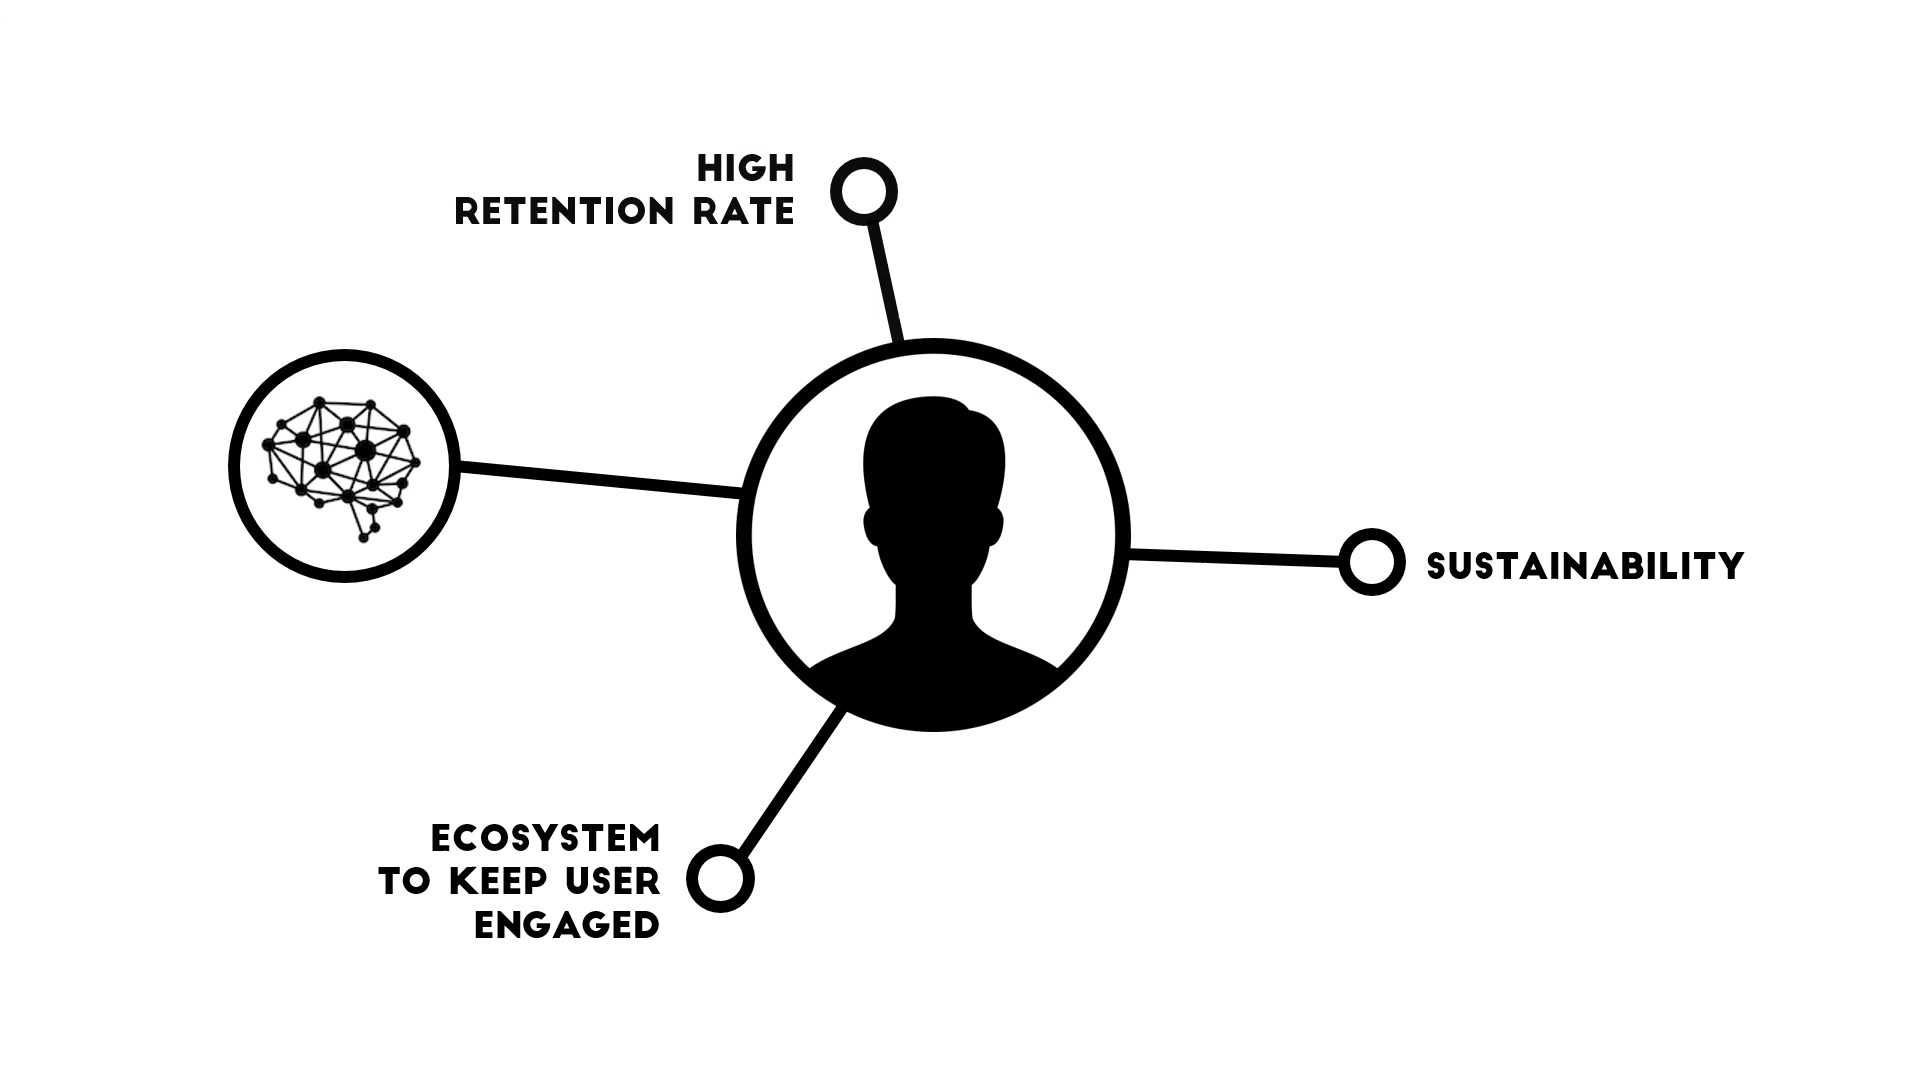 HIGH
RETENTION RATE
SUSTAINABILITY
ECOSYSTEM
TO KEEP USER
ENGAGED